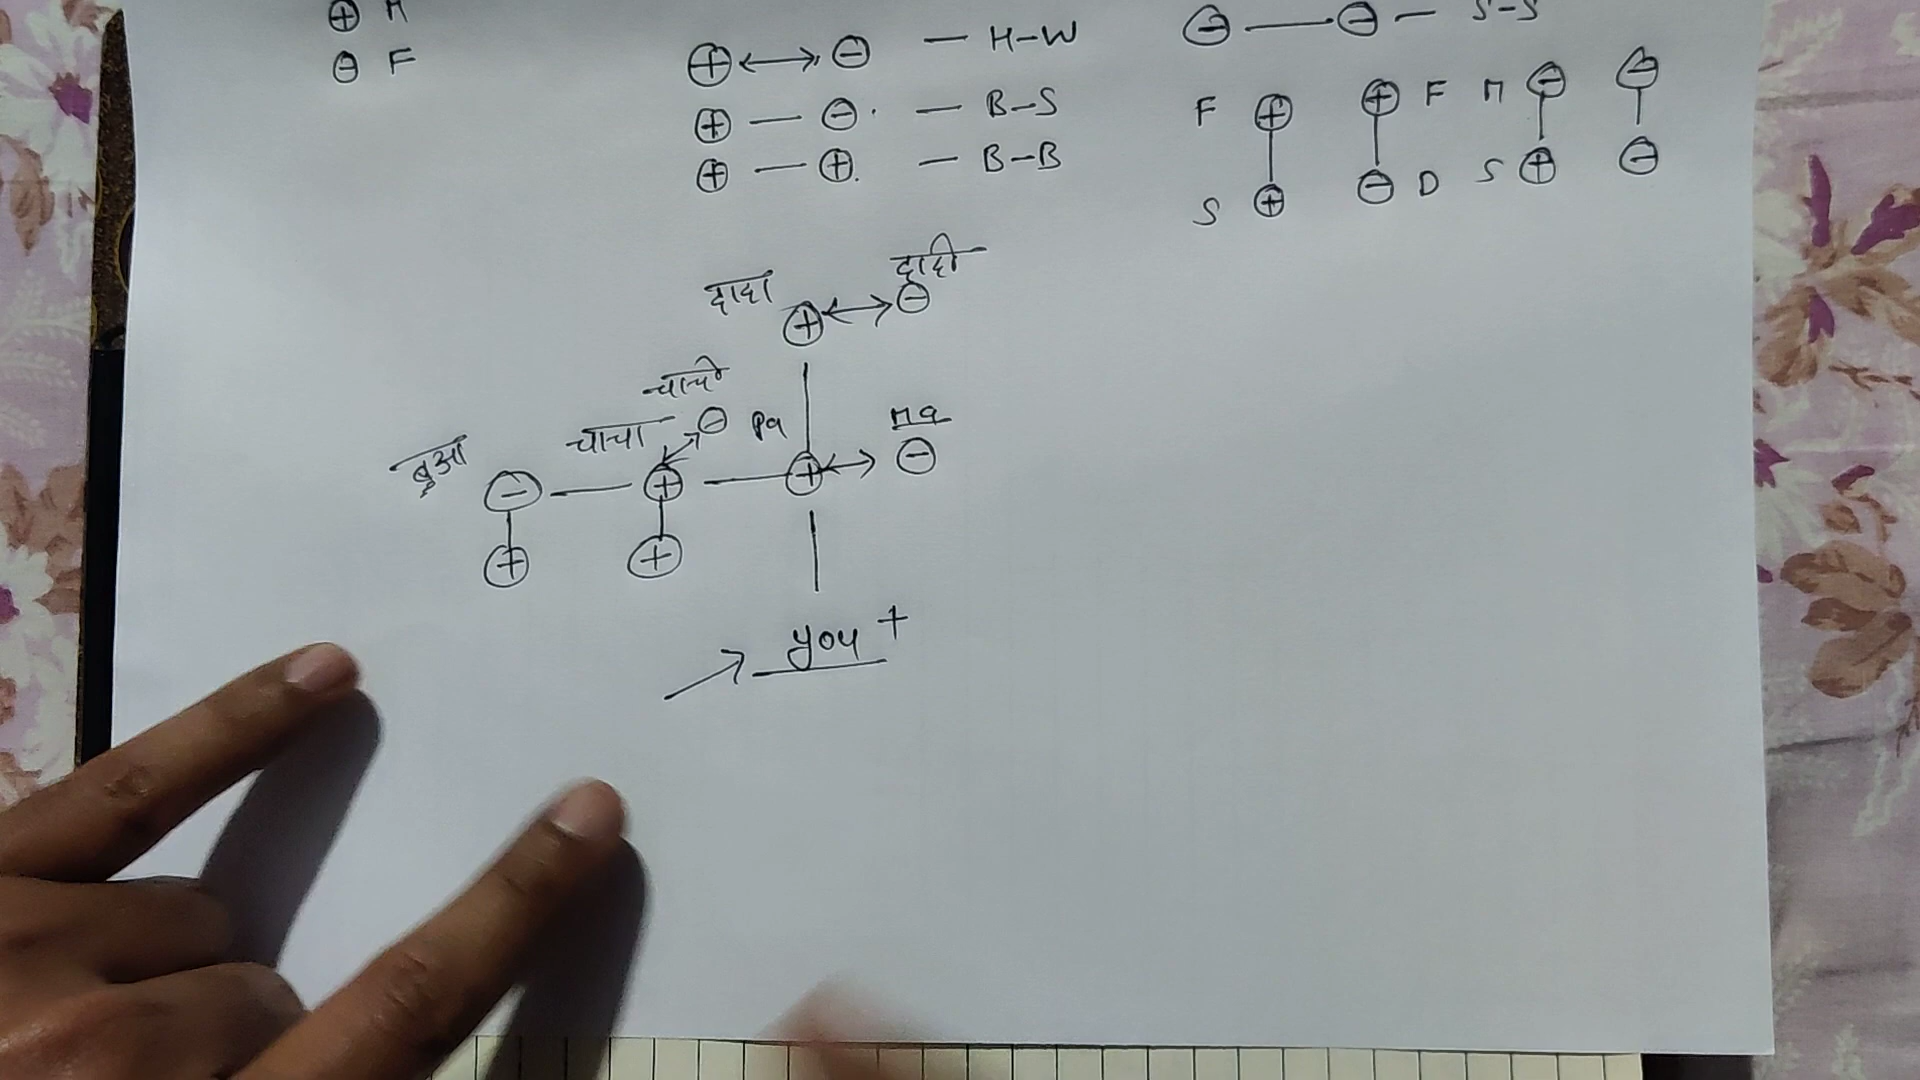 ⊕ M
⊖ F
⊕ ↔ ⊖ — H-W
⊕ — ⊖ . — B-S
⊕ — ⊕ . — B-B
⊖ — ⊖ — S-S
F ⊕ ⊕ F M ⊖ ⊖
S ⊕ ⊖ D S ⊕ ⊖
दादा ⊕ ↔ ⊖ दादी
चाची
बुआ ⊖ — चाचा ⊕ ↔ ⊖ Pa ⊕ ↔ ⊖ Ma
⊕ ⊕
→ you +